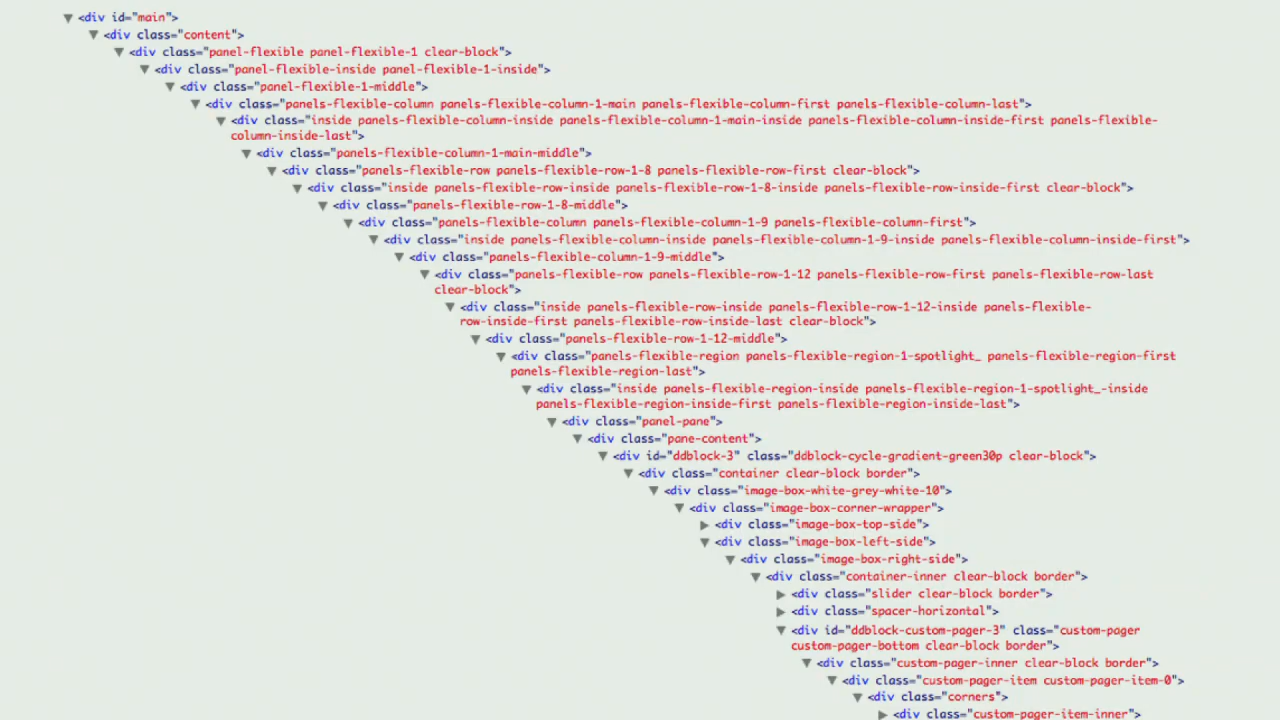 ▼ <div id="main">
▼ <div class="content">
▼ <div class="panel-flexible panel-flexible-1 clear-block">
▼ <div class="panel-flexible-inside panel-flexible-1-inside">
▼ <div class="panel-flexible-1-middle">
▼ <div class="panels-flexible-column panels-flexible-column-1-main panels-flexible-column-first panels-flexible-column-last">
▼ <div class="inside panels-flexible-column-inside panels-flexible-column-1-main-inside panels-flexible-column-inside-first panels-flexible-
column-inside-last">
▼ <div class="panels-flexible-column-1-main-middle">
▼ <div class="panels-flexible-row panels-flexible-row-1-8 panels-flexible-row-first clear-block">
▼ <div class="inside panels-flexible-row-inside panels-flexible-row-1-8-inside panels-flexible-row-inside-first clear-block">
▼ <div class="panels-flexible-row-1-8-middle">
▼ <div class="panels-flexible-column panels-flexible-column-1-9 panels-flexible-column-first">
▼ <div class="inside panels-flexible-column-inside panels-flexible-column-1-9-inside panels-flexible-column-inside-first">
▼ <div class="panels-flexible-column-1-9-middle">
▼ <div class="panels-flexible-row panels-flexible-row-1-12 panels-flexible-row-first panels-flexible-row-last
clear-block">
▼ <div class="inside panels-flexible-row-inside panels-flexible-row-1-12-inside panels-flexible-
row-inside-first panels-flexible-row-inside-last clear-block">
▼ <div class="panels-flexible-row-1-12-middle">
▼ <div class="panels-flexible-region panels-flexible-region-1-spotlight_ panels-flexible-region-first
panels-flexible-region-last">
▼ <div class="inside panels-flexible-region-inside panels-flexible-region-1-spotlight_-inside
panels-flexible-region-inside-first panels-flexible-region-inside-last">
▼ <div class="panel-pane">
▼ <div class="pane-content">
▼ <div id="ddblock-3" class="ddblock-cycle-gradient-green30p clear-block">
▼ <div class="container clear-block border">
▼ <div class="image-box-white-grey-white-10">
▼ <div class="image-box-corner-wrapper">
▶ <div class="image-box-top-side">
▼ <div class="image-box-left-side">
▼ <div class="image-box-right-side">
▼ <div class="container-inner clear-block border">
▶ <div class="slider clear-block border">
▶ <div class="spacer-horizontal">
▼ <div id="ddblock-custom-pager-3" class="custom-pager
custom-pager-bottom clear-block border">
▼ <div class="custom-pager-inner clear-block border">
▼ <div class="custom-pager-item custom-pager-item-0">
▼ <div class="corners">
▶ <div class="custom-pager-item-inner">